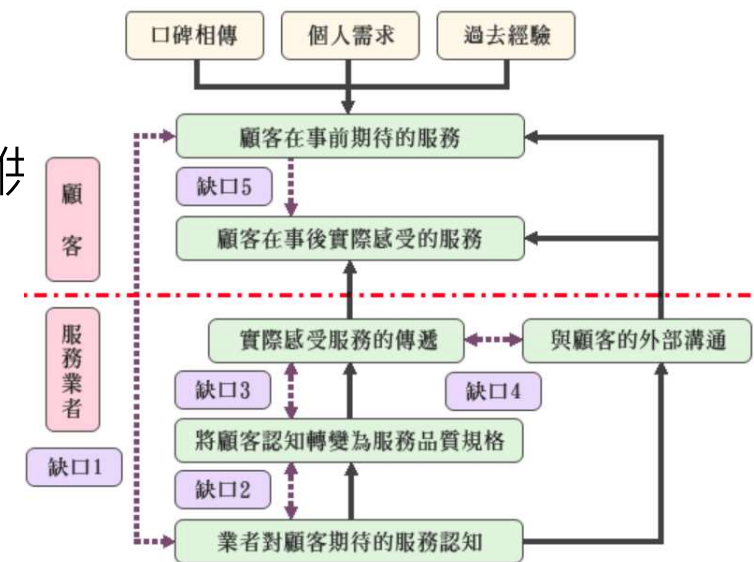 口碑相傳 個人需求 過去經驗
顧客在事前期待的服務
供
缺口5
顧客
顧客在事後實際感受的服務
實際感受服務的傳遞 與顧客的外部溝通
服務業者
缺口3 缺口4
將顧客認知轉變為服務品質規格
缺口1
缺口2
業者對顧客期待的服務認知